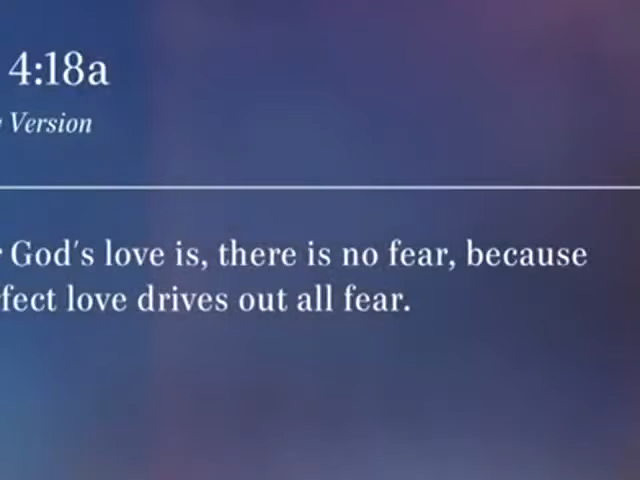 4:18a
Version
God's love is, there is no fear, because
fect love drives out all fear.